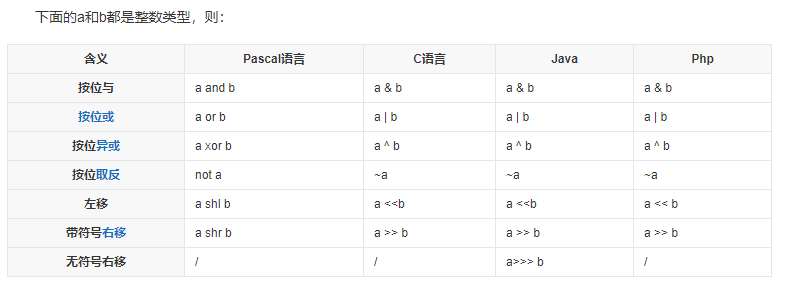 下面的a和b都是整数类型，则：
含义 Pascal语言 C语言 Java Php
按位与 a and b a & b a & b a & b
按位或 a or b a | b a | b a | b
按位异或 a xor b a ^ b a ^ b a ^ b
按位取反 not a ~a ~a ~a
左移 a shl b a <<b a <<b a << b
带符号右移 a shr b a >> b a >> b a >> b
无符号右移 / / a>>> b /